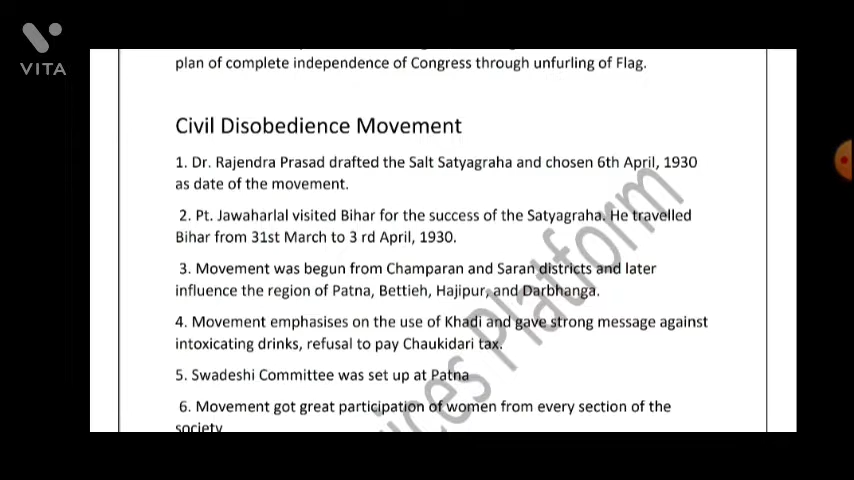 VITA
plan of complete independence of Congress through unfurling of Flag.
Civil Disobedience Movement
1. Dr. Rajendra Prasad drafted the Salt Satyagraha and chosen 6th April, 1930
as date of the movement.
2. Pt. Jawaharlal visited Bihar for the success of the Satyagraha. He travelled
Bihar from 31st March to 3 rd April, 1930.
3. Movement was begun from Champaran and Saran districts and later
influence the region of Patna, Bettieh, Hajipur, and Darbhanga.
4. Movement emphasises on the use of Khadi and gave strong message against
intoxicating drinks, refusal to pay Chaukidari tax.
5. Swadeshi Committee was set up at Patna
6. Movement got great participation of women from every section of the
society
Platform